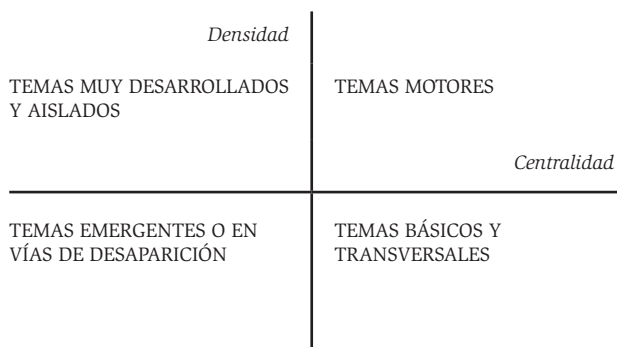 Densidad
TEMAS MUY DESARROLLADOS
Y AISLADOS
TEMAS MOTORES
Centralidad
TEMAS EMERGENTES O EN
VÍAS DE DESAPARICIÓN
TEMAS BÁSICOS Y
TRANSVERSALES